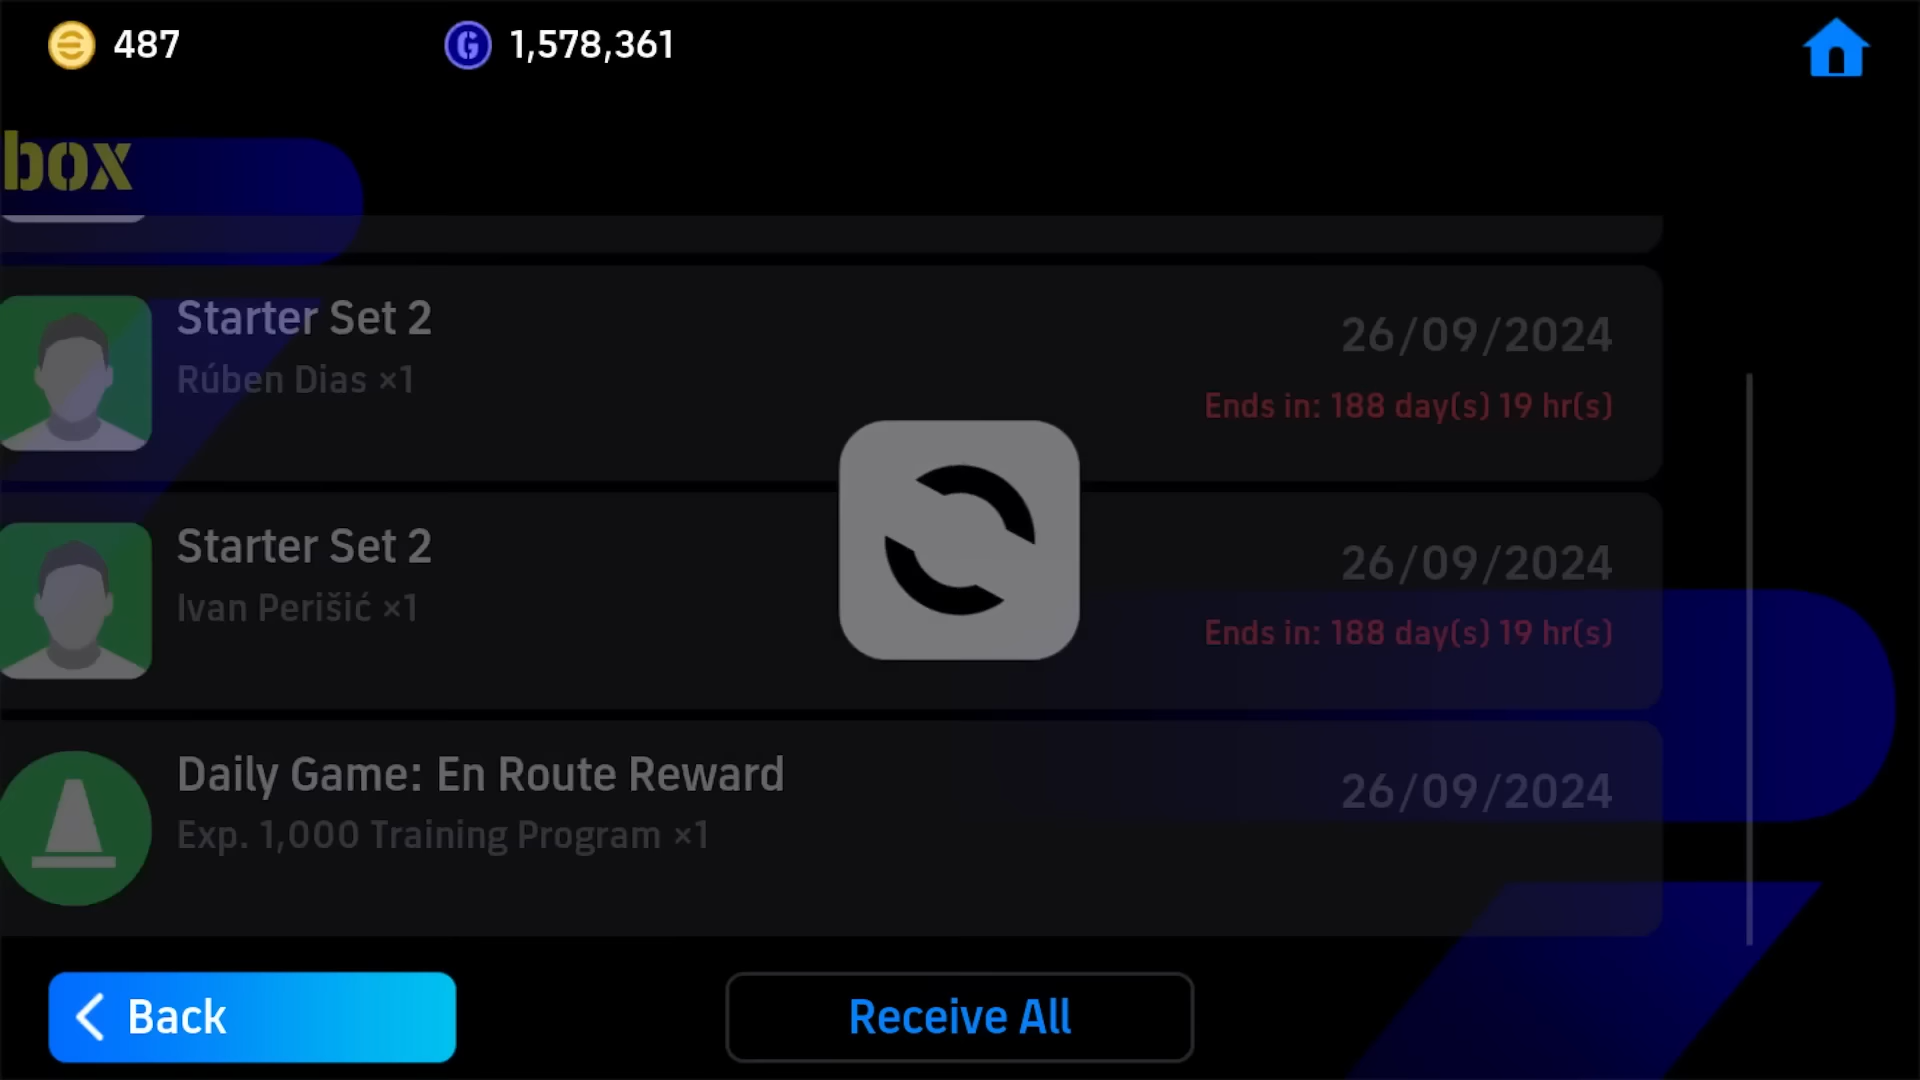 487
1,578,361
box
Starter Set 2
26/09/2024
Rúben Dias ×1
Ends in: 188 day(s) 19 hr(s)
Starter Set 2
26/09/2024
Ivan Perišić ×1
Ends in: 188 day(s) 19 hr(s)
Daily Game: En Route Reward
26/09/2024
Exp. 1,000 Training Program ×1
Back
Receive All